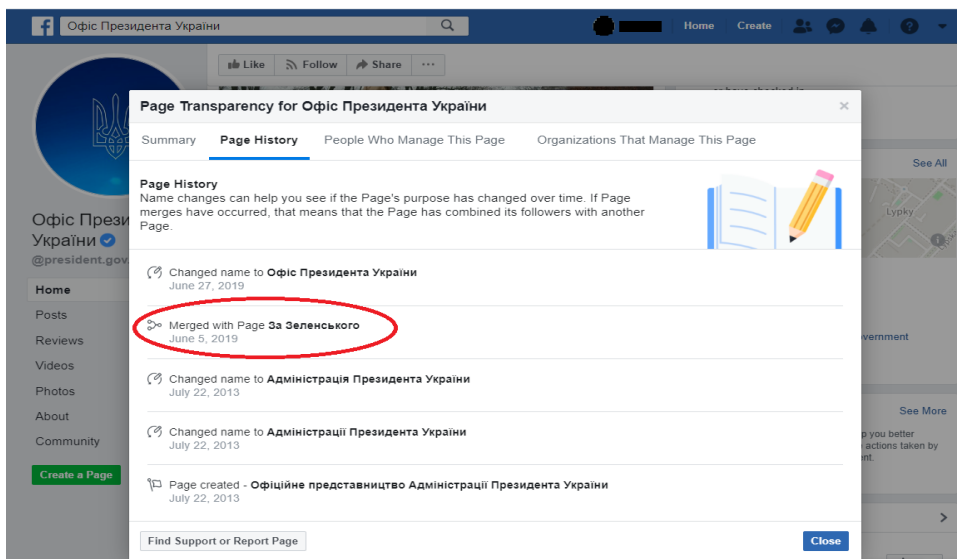 Офіс Президента України
Home
Create
Like
Follow
Share
Page Transparency for Офіс Президента України
Summary
Page History
People Who Manage This Page
Organizations That Manage This Page
Page History
Name changes can help you see if the Page's purpose has changed over time. If Page
merges have occurred, that means that the Page has combined its followers with another
Page.
Changed name to Офіс Президента України
June 27, 2019
Merged with Page За Зеленського
June 5, 2019
Changed name to Адміністрація Президента України
July 22, 2013
Changed name to Адміністрації Президента України
July 22, 2013
Page created - Офіційне представництво Адміністрації Президента України
July 22, 2013
Find Support or Report Page
Close
Офіс Прези
України
@president.gov.
Home
Posts
Reviews
Videos
Photos
About
Community
Create a Page
See All
Lypky
vernment
See More
p you better
actions taken by
ent.